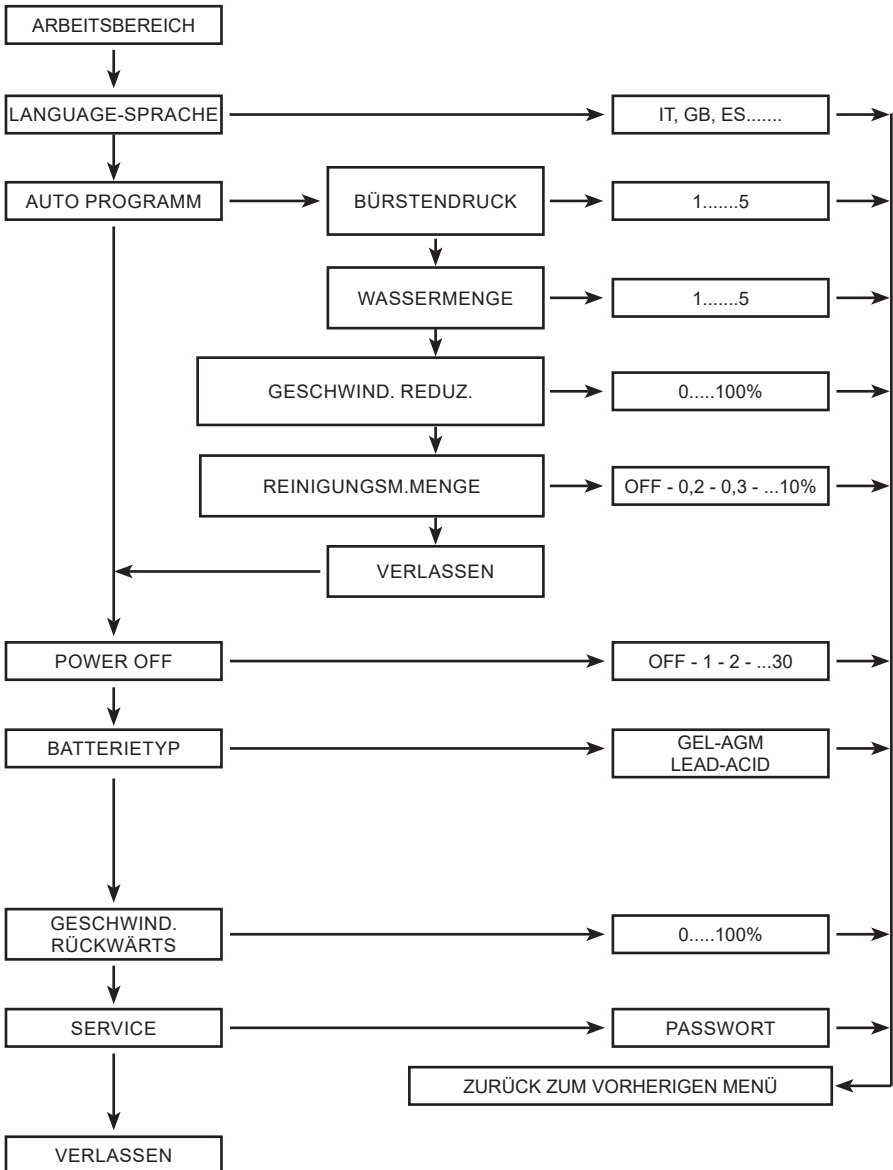 ARBEITSBEREICH
LANGUAGE-SPRACHE
IT, GB, ES.......
AUTO PROGRAMM
BÜRSTENDRUCK
1.......5
WASSERMENGE
1.......5
GESCHWIND. REDUZ.
0.....100%
REINIGUNGSM.MENGE
OFF - 0,2 - 0,3 - ...10%
VERLASSEN
POWER OFF
OFF - 1 - 2 - ...30
BATTERIETYP
GEL-AGM
LEAD-ACID
GESCHWIND.
RÜCKWÄRTS
0.....100%
SERVICE
PASSWORT
ZURÜCK ZUM VORHERIGEN MENÜ
VERLASSEN